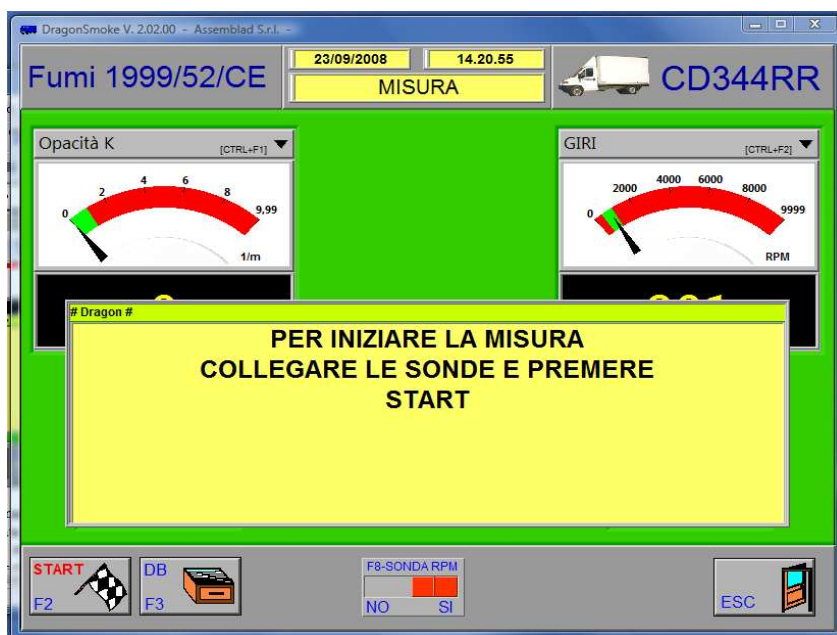 DragonSmoke V. 2.02.00 - Assemblad S.r.l. -
Fumi 1999/52/CE
23/09/2008
14.20.55
MISURA
CD344RR
Opacità K
[CTRL+F1]
0
2
4
6
8
9,99
1/m
GIRI
[CTRL+F2]
0
2000
4000
6000
8000
9999
RPM
# Dragon #
PER INIZIARE LA MISURA
COLLEGARE LE SONDE E PREMERE
START
START
F2
DB
F3
F8-SONDA RPM
NO
SI
ESC